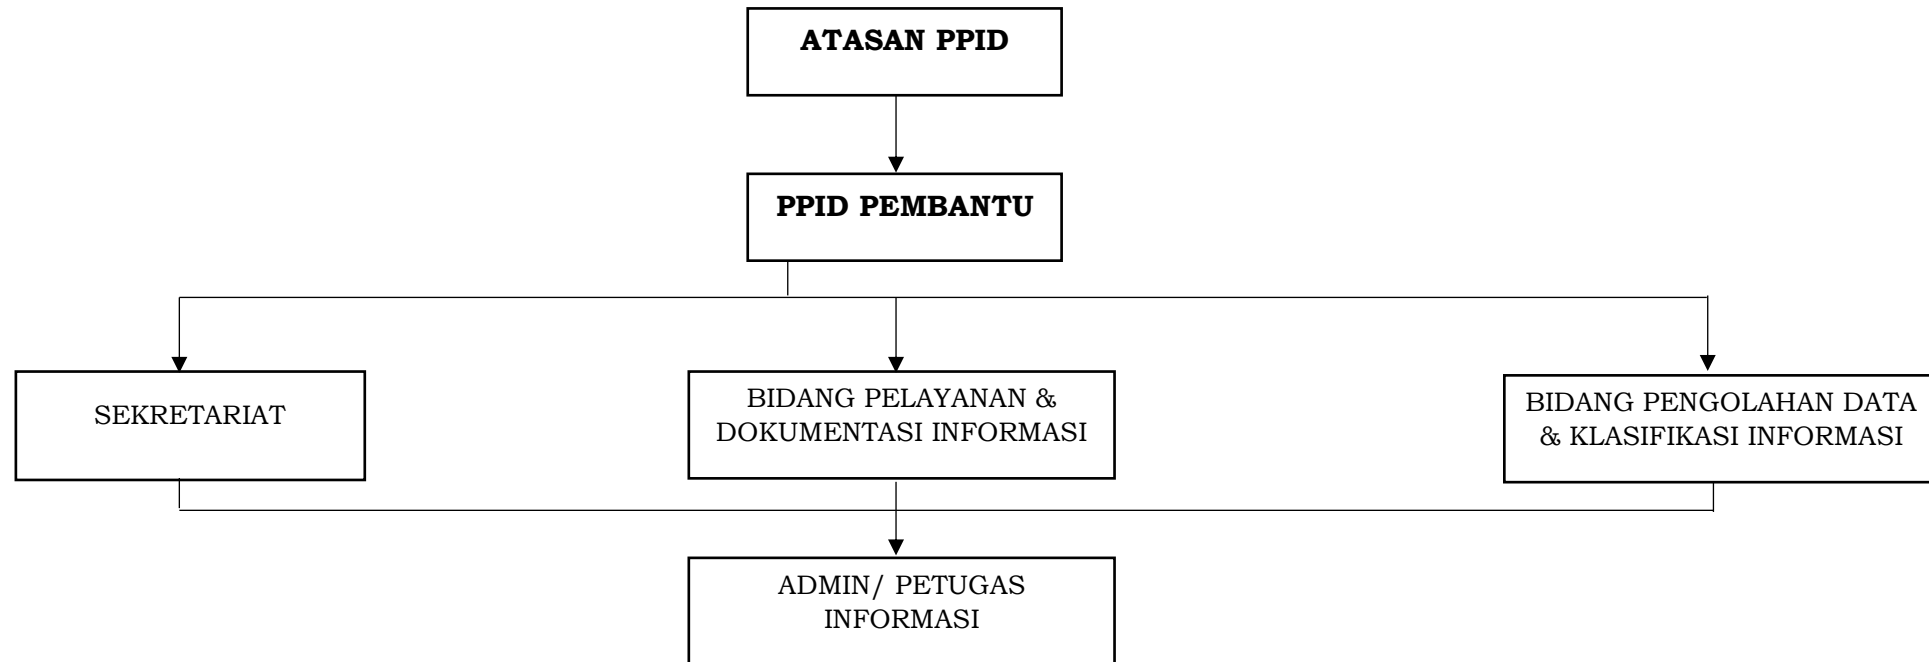 ATASAN PPID
PPID PEMBANTU
SEKRETARIAT
BIDANG PELAYANAN &
DOKUMENTASI INFORMASI
BIDANG PENGOLAHAN DATA
& KLASIFIKASI INFORMASI
ADMIN/ PETUGAS
INFORMASI